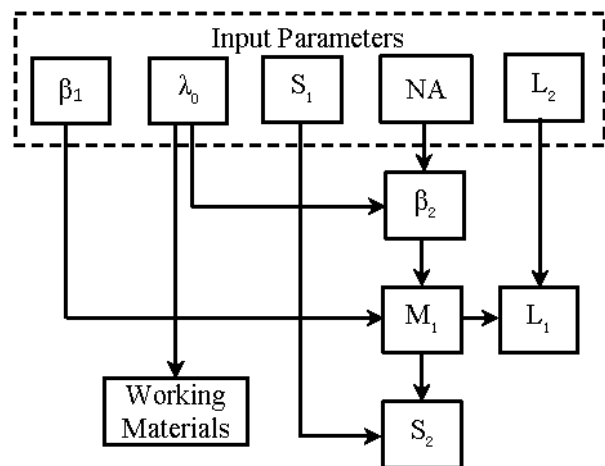 Input Parameters
β1
λ₀
S₁
NA
L₂
β₂
M₁
L₁
Working
Materials
S₂